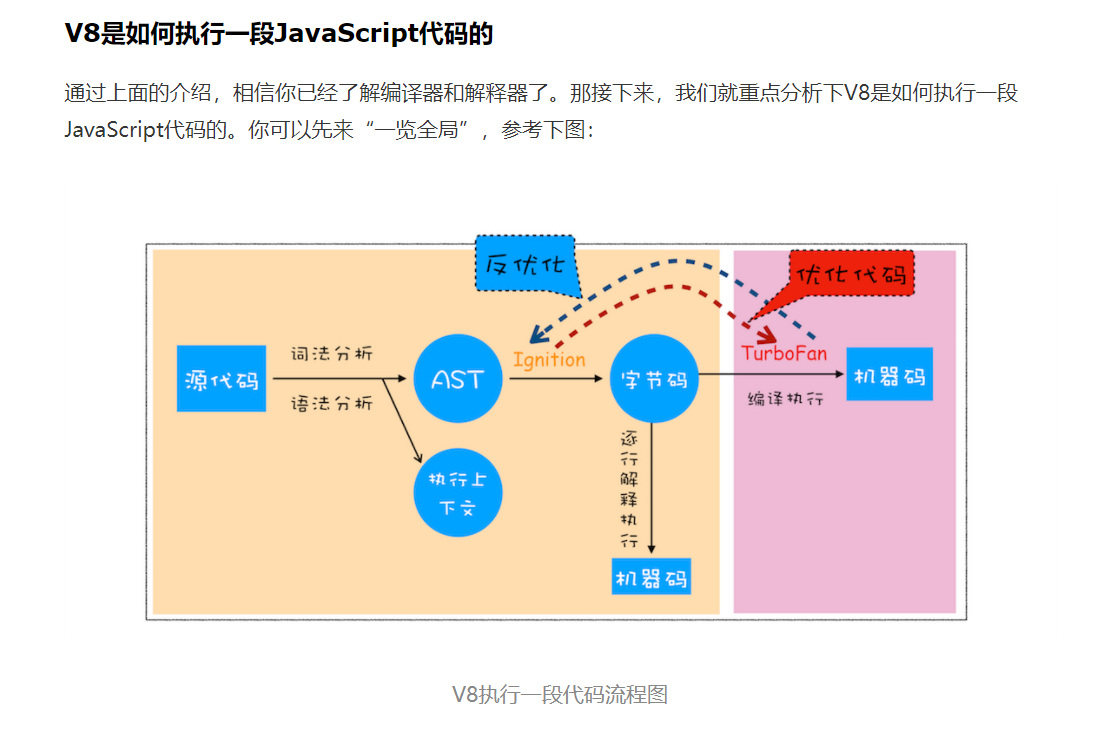 V8是如何执行一段JavaScript代码的
通过上面的介绍，相信你已经了解编译器和解释器了。那接下来，我们就重点分析下V8是如何执行一段
JavaScript代码的。你可以先来“一览全局”，参考下图：
反优化
优化代码
源代码
词法分析
语法分析
AST
Ignition
字节码
TurboFan
编译执行
机器码
执行上
下文
逐
行
解
释
执
行
机器码
V8执行一段代码流程图